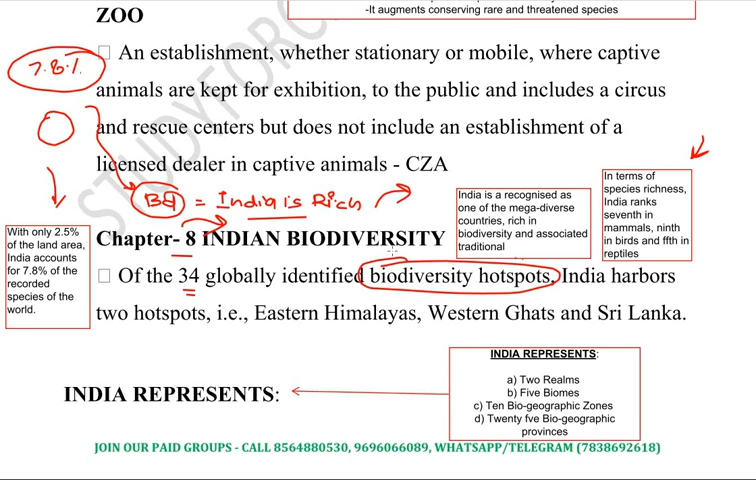 -It augments conserving rare and threatened species
ZOO
An establishment, whether stationary or mobile, where captive
animals are kept for exhibition, to the public and includes a circus
and rescue centers but does not include an establishment of a
licensed dealer in captive animals - CZA
7.8%
BD = India is Rich
STUDYFORC
India is a recognised as
one of the mega-diverse
countries, rich in
biodiversity and associated
traditional
In terms of
species richness,
India ranks
seventh in
mammals, ninth
in birds and ffth in
reptiles
With only 2.5%
of the land area,
India accounts
for 7.8% of the
recorded
species of the
world.
Chapter- 8 INDIAN BIODIVERSITY
Of the 34 globally identified biodiversity hotspots, India harbors
two hotspots, i.e., Eastern Himalayas, Western Ghats and Sri Lanka.
INDIA REPRESENTS:
INDIA REPRESENTS:
a) Two Realms
b) Five Biomes
c) Ten Bio-geographic Zones
d) Twenty fve Bio-geographic
provinces
JOIN OUR PAID GROUPS - CALL 8564880530, 9696066089, WHATSAPP/TELEGRAM (7838692618)